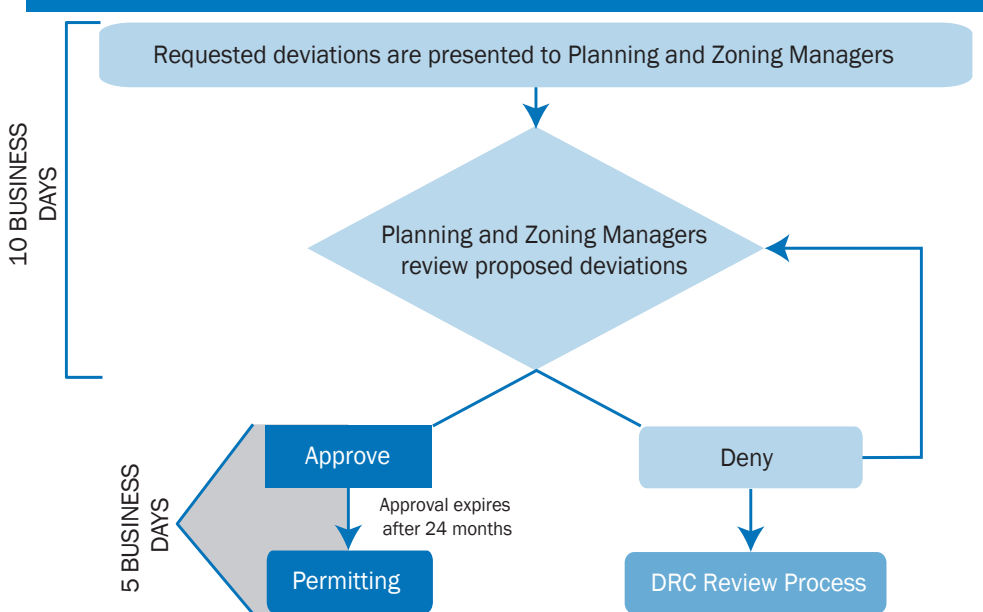 Requested deviations are presented to Planning and Zoning Managers
10 BUSINESS
DAYS
Planning and Zoning Managers
review proposed deviations
Approve
Deny
Approval expires
after 24 months
5 BUSINESS
DAYS
Permitting
DRC Review Process